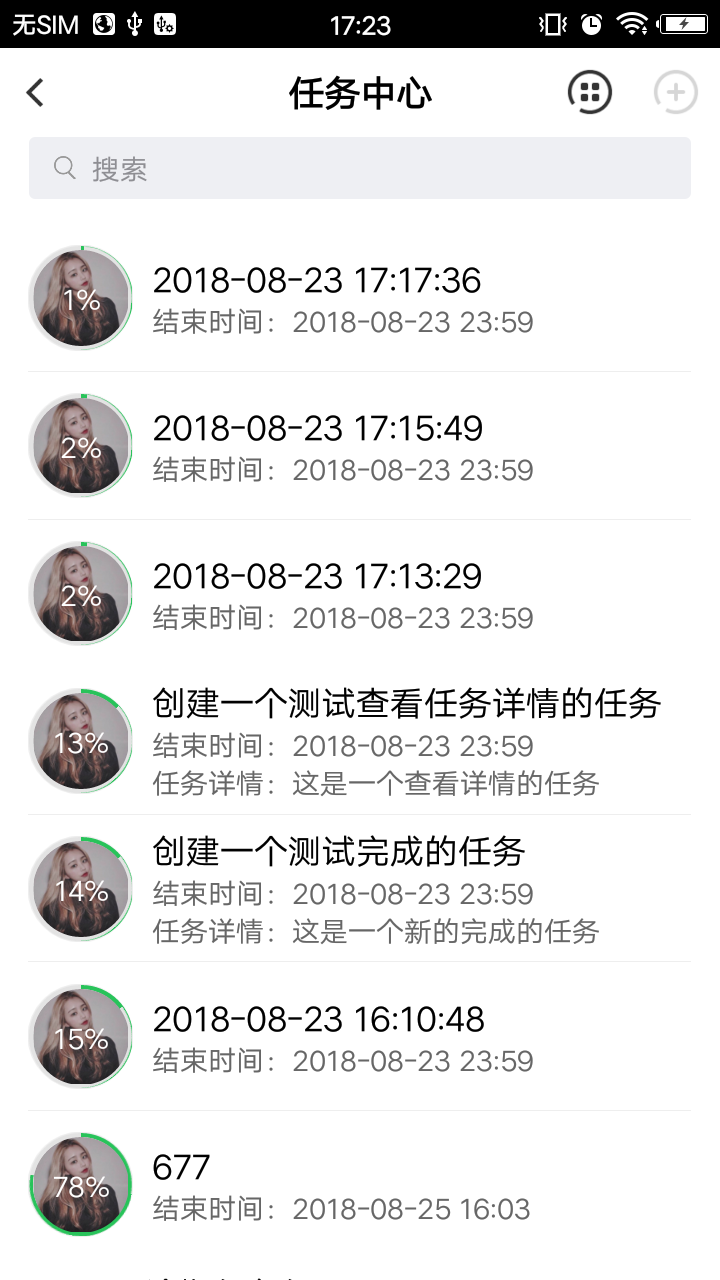 无SIM 17:23
任务中心
搜索
1%
2018-08-23 17:17:36
结束时间：2018-08-23 23:59
2%
2018-08-23 17:15:49
结束时间：2018-08-23 23:59
2%
2018-08-23 17:13:29
结束时间：2018-08-23 23:59
13%
创建一个测试查看任务详情的任务
结束时间：2018-08-23 23:59
任务详情：这是一个查看详情的任务
14%
创建一个测试完成的任务
结束时间：2018-08-23 23:59
任务详情：这是一个新的完成的任务
15%
2018-08-23 16:10:48
结束时间：2018-08-23 23:59
78%
677
结束时间：2018-08-25 16:03